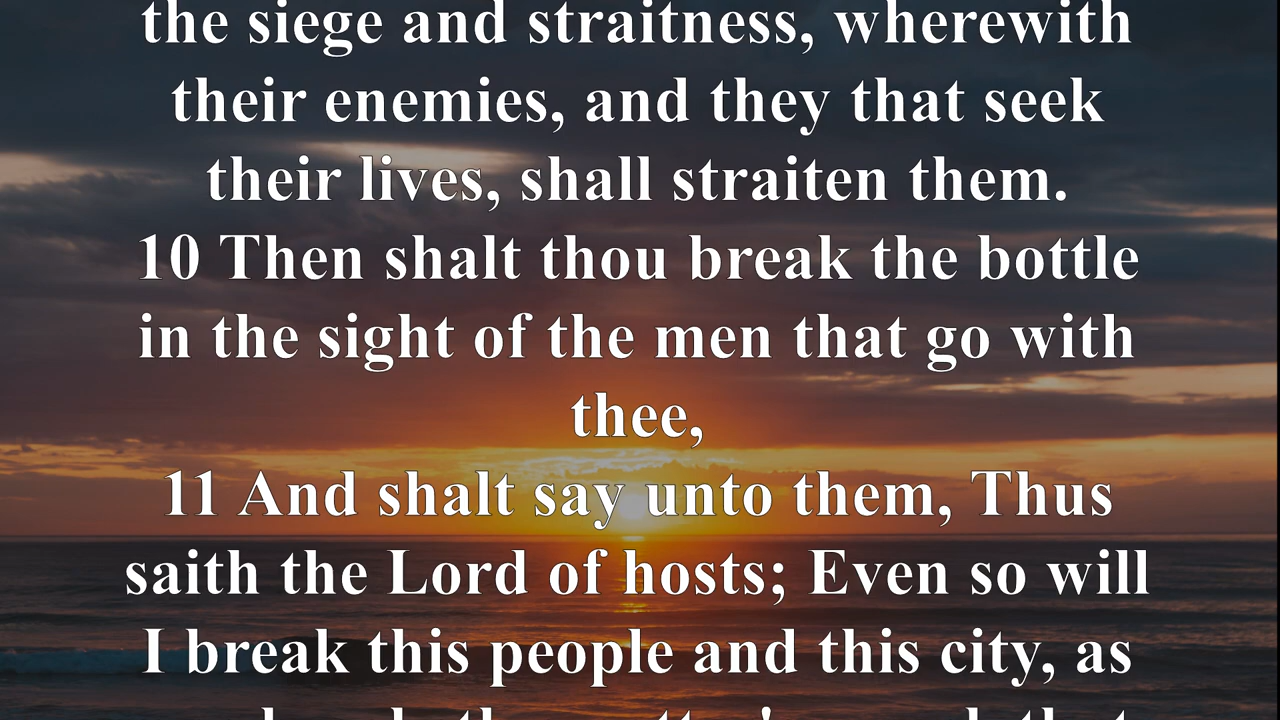 the siege and straitness, wherewith
their enemies, and they that seek
their lives, shall straiten them.
10 Then shalt thou break the bottle
in the sight of the men that go with
thee,
11 And shalt say unto them, Thus
saith the Lord of hosts; Even so will
I break this people and this city, as